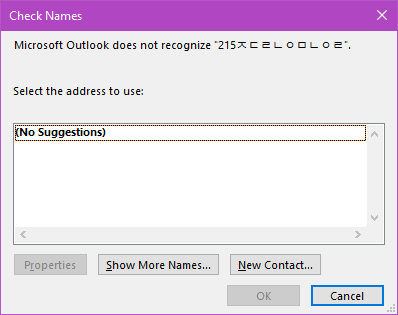 Check Names
Microsoft Outlook does not recognize "215ㅈㄷㄹㄴㅇㅁㄴㅇㄹ".
Select the address to use:
(No Suggestions)
Properties
Show More Names...
New Contact...
OK
Cancel